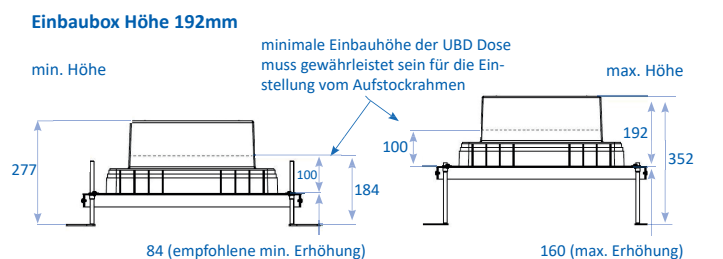 Einbaubox Höhe 192mm
minimale Einbauhöhe der UBD Dose
muss gewährleistet sein für die Ein-
stellung vom Aufstockrahmen
min. Höhe
max. Höhe
277
100
184
100
192
352
84 (empfohlene min. Erhöhung)
160 (max. Erhöhung)